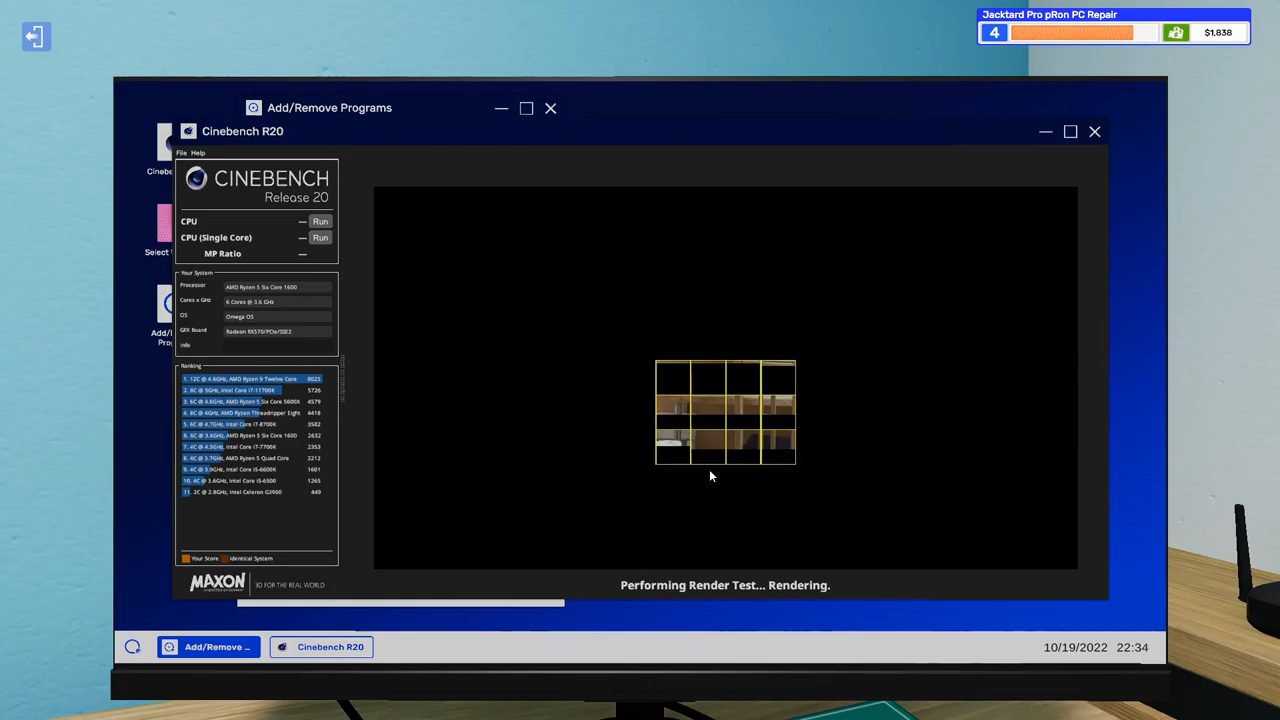 Jacktard Pro pRon PC Repair
4 $1,838
Add/Remove Programs
Cinebench R20
File Help
CINEBENCH
Release 20
CPU --- Run
CPU (Single Core) --- Run
MP Ratio ---
Your System
Processor AMD Ryzen 5 Six Core 1600
Cores x GHz 6 Cores @ 3.6 GHz
OS Omega OS
GFX Board Radeon RX570/PCIe/SSE2
Info
Ranking
1. 12C @ 4.6GHz, AMD Ryzen 9 Twelve Core 8025
2. 8C @ 5GHz, Intel Core i7-11700K 5726
3. 6C @ 4.6GHz, AMD Ryzen 5 Six Core 5600X 4579
4. 8C @ 4GHz, AMD Ryzen Threadripper Eight 4418
5. 6C @ 4.7GHz, Intel Core i7-8700K 3582
6. 6C @ 3.6GHz, AMD Ryzen 5 Six Core 1600 2632
7. 4C @ 4.5GHz, Intel Core i7-7700K 2353
8. 4C @ 3.7GHz, AMD Ryzen 5 Quad Core 2212
9. 4C @ 3.9GHz, Intel Core i5-6600K 1601
10. 4C @ 3.6GHz, Intel Core i5-6500 1265
11. 2C @ 2.8GHz, Intel Celeron G3900 449
Your Score Identical System
MAXON 3D FOR THE REAL WORLD
Performing Render Test... Rendering.
Cineb
Select
Add/
Prog
Add/Remove ... Cinebench R20 10/19/2022 22:34